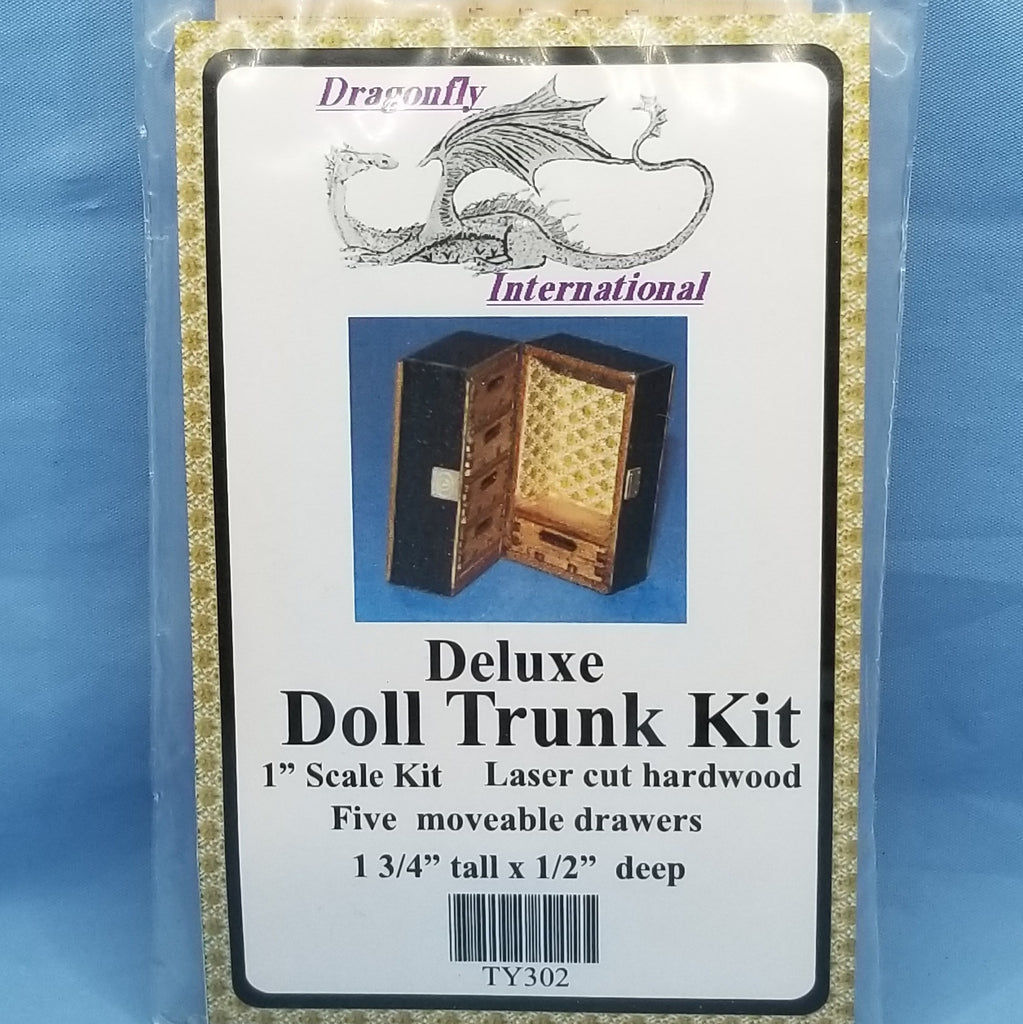 Dragonfly
International
Deluxe
Doll Trunk Kit
1” Scale Kit Laser cut hardwood
Five moveable drawers
1 3/4” tall x 1/2” deep
TY302